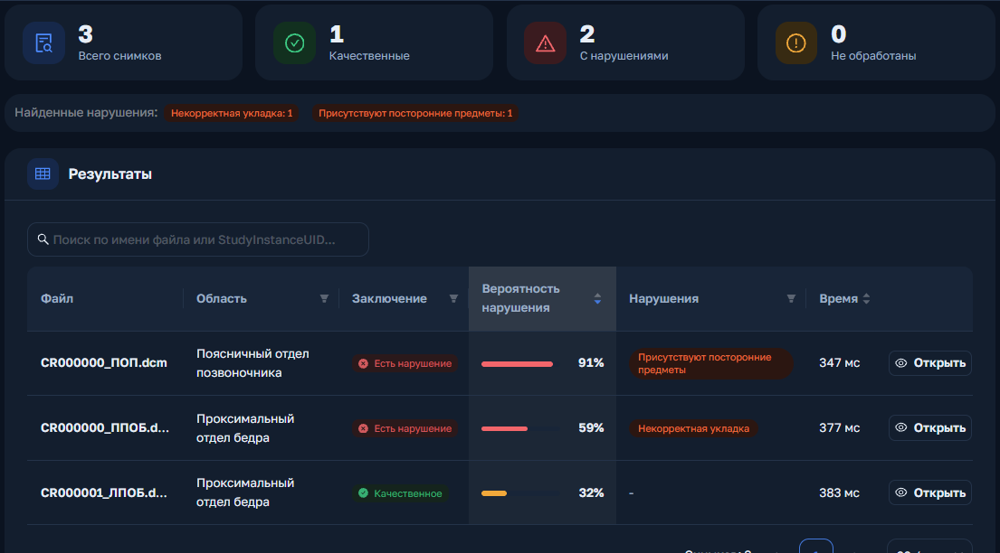 3
Всего снимков
1
Качественные
2
С нарушениями
0
Не обработаны
Найденные нарушения: Некорректная укладка: 1 Присутствуют посторонние предметы: 1
Результаты
Поиск по имени файла или StudyInstanceUID...
Файл Область Заключение Вероятность нарушения Нарушения Время
CR000000_ПОП.dcm Поясничный отдел позвоночника Есть нарушение 91% Присутствуют посторонние предметы 347 мс Открыть
CR000000_ППОБ.d... Проксимальный отдел бедра Есть нарушение 59% Некорректная укладка 377 мс Открыть
CR000001_ЛПОБ.d... Проксимальный отдел бедра Качественное 32% - 383 мс Открыть